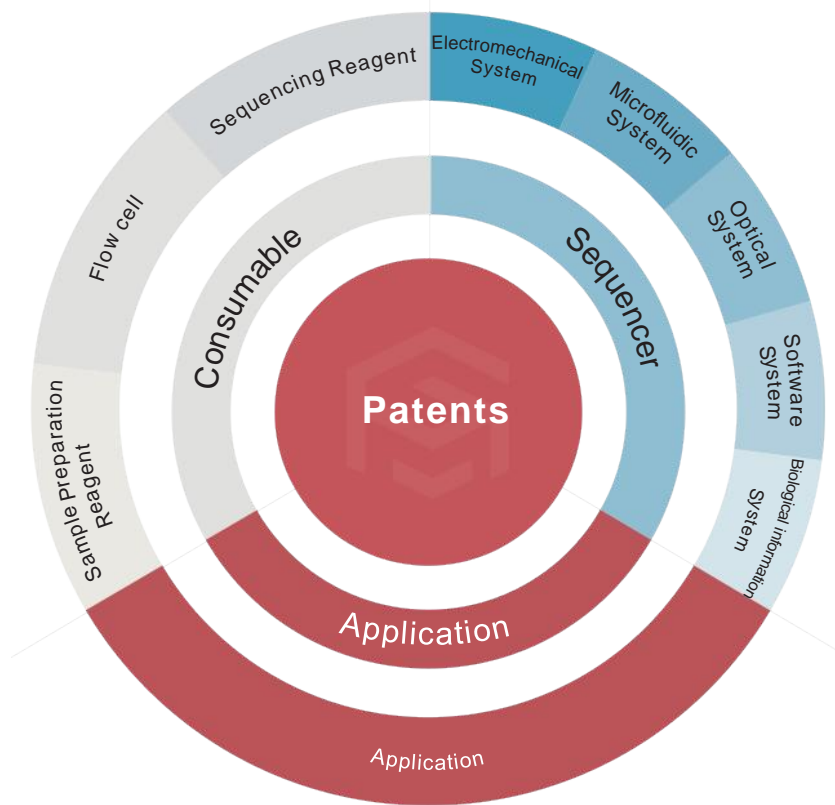 Electromechanical
System
Microfluidic
System
Optical
System
Software
System
Biological information
System
Sequencing Reagent
Flow cell
Sample Preparation
Reagent
Consumable
Sequencer
Patents
Application
Application